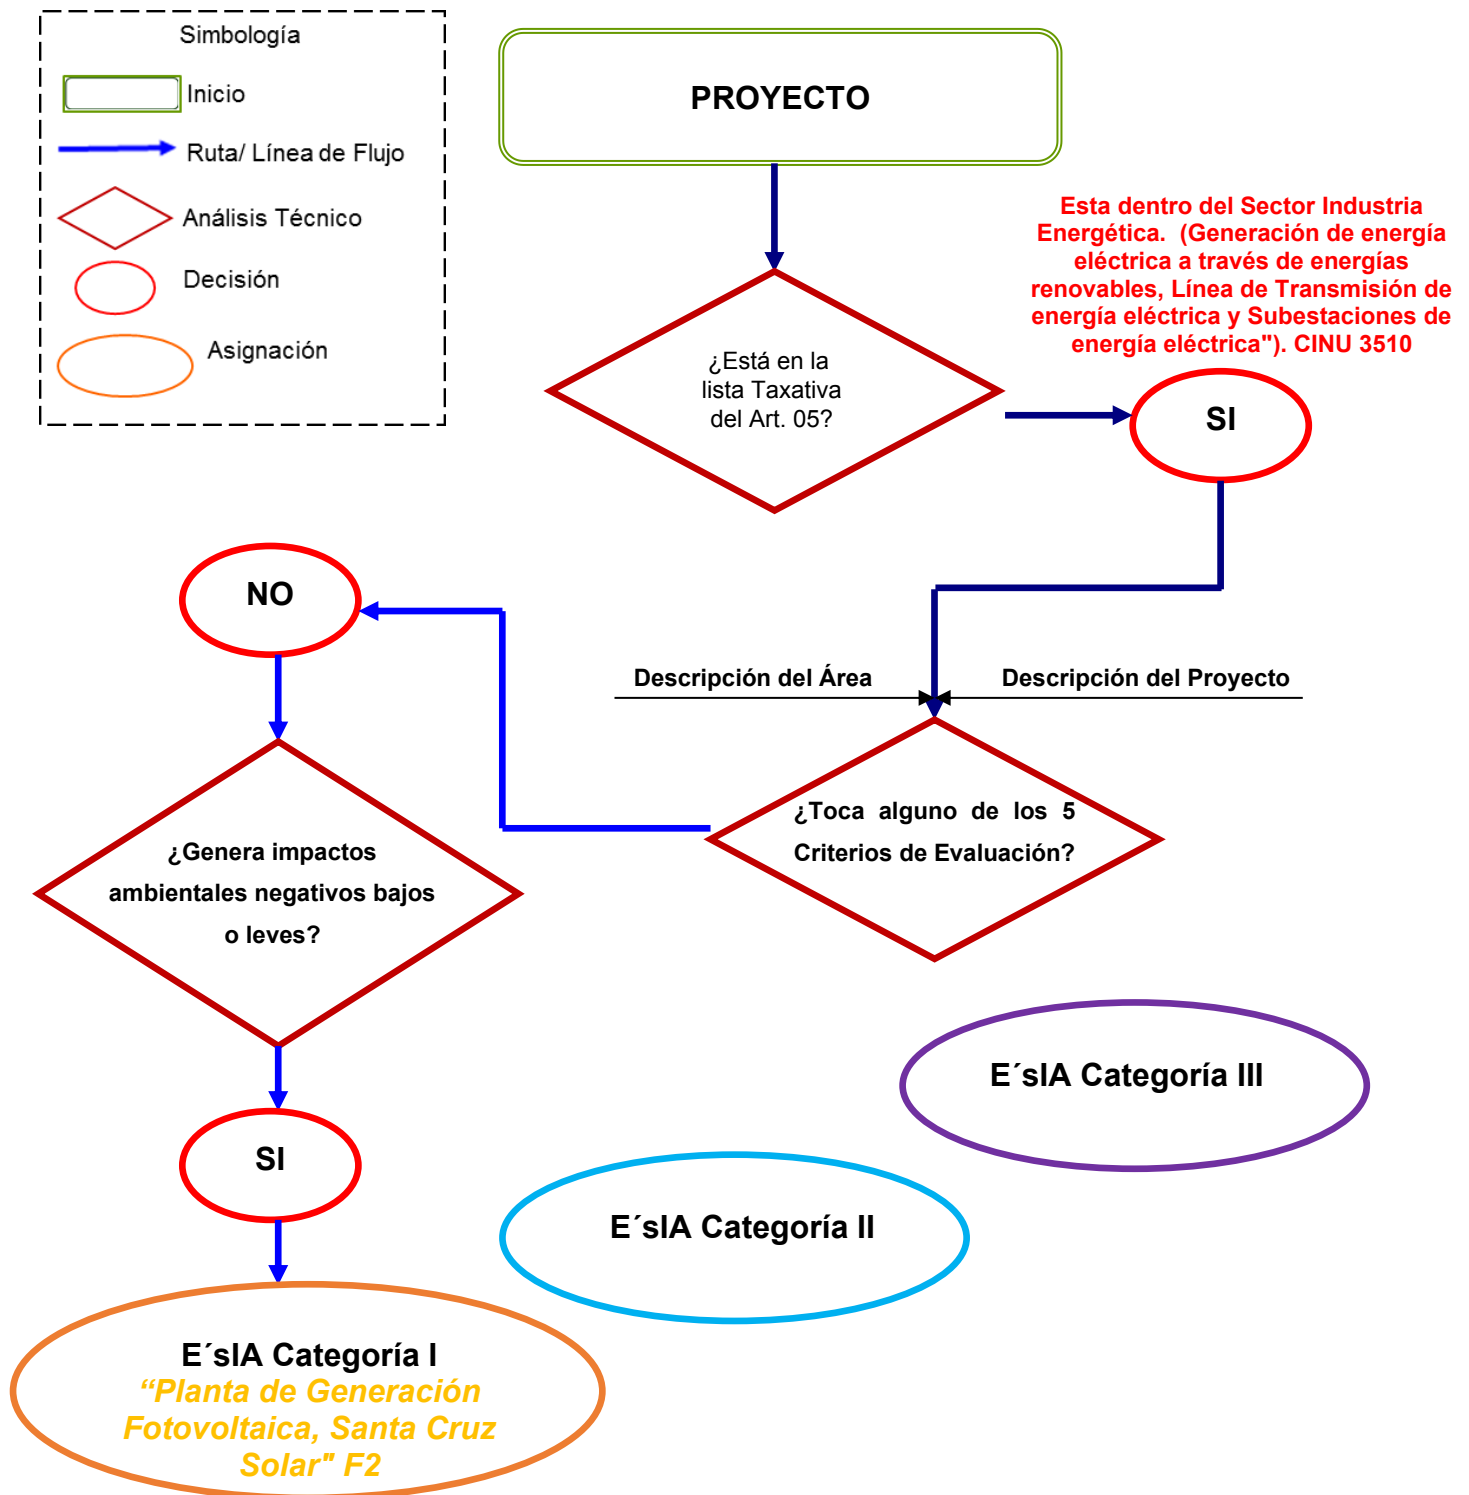 Simbología
Inicio
Ruta/ Línea de Flujo
Análisis Técnico
Decisión
Asignación
PROYECTO
Esta dentro del Sector Industria
Energética. (Generación de energía
eléctrica a través de energías
renovables, Línea de Transmisión de
energía eléctrica y Subestaciones de
energía eléctrica"). CINU 3510
¿Está en la
lista Taxativa
del Art. 05?
SI
NO
Descripción del Área
Descripción del Proyecto
¿Toca alguno de los 5
Criterios de Evaluación?
¿Genera impactos
ambientales negativos bajos
o leves?
E´sIA Categoría III
SI
E´sIA Categoría II
E´sIA Categoría I
“Planta de Generación
Fotovoltaica, Santa Cruz
Solar" F2